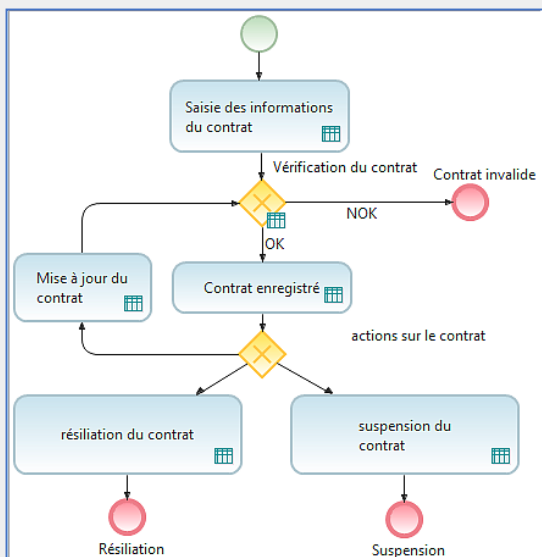 Saisie des informations
du contrat
Vérification du contrat
Contrat invalide
NOK
OK
Mise à jour du
contrat
Contrat enregistré
actions sur le contrat
résiliation du contrat
suspension du
contrat
Résiliation
Suspension